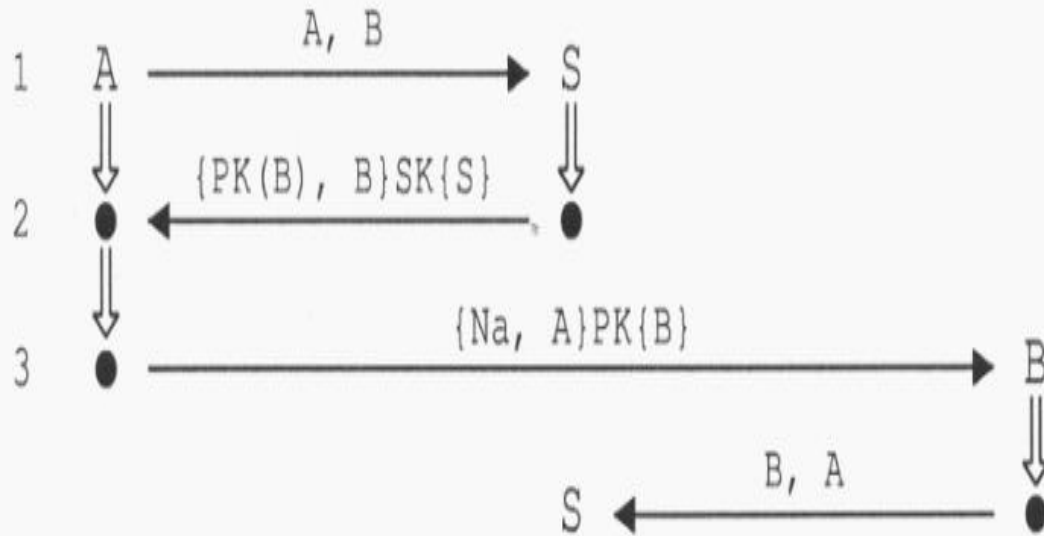 A, B
1 A S
{PK(B), B}SK{S}
2
{Na, A}PK{B}
3 B
B, A
S